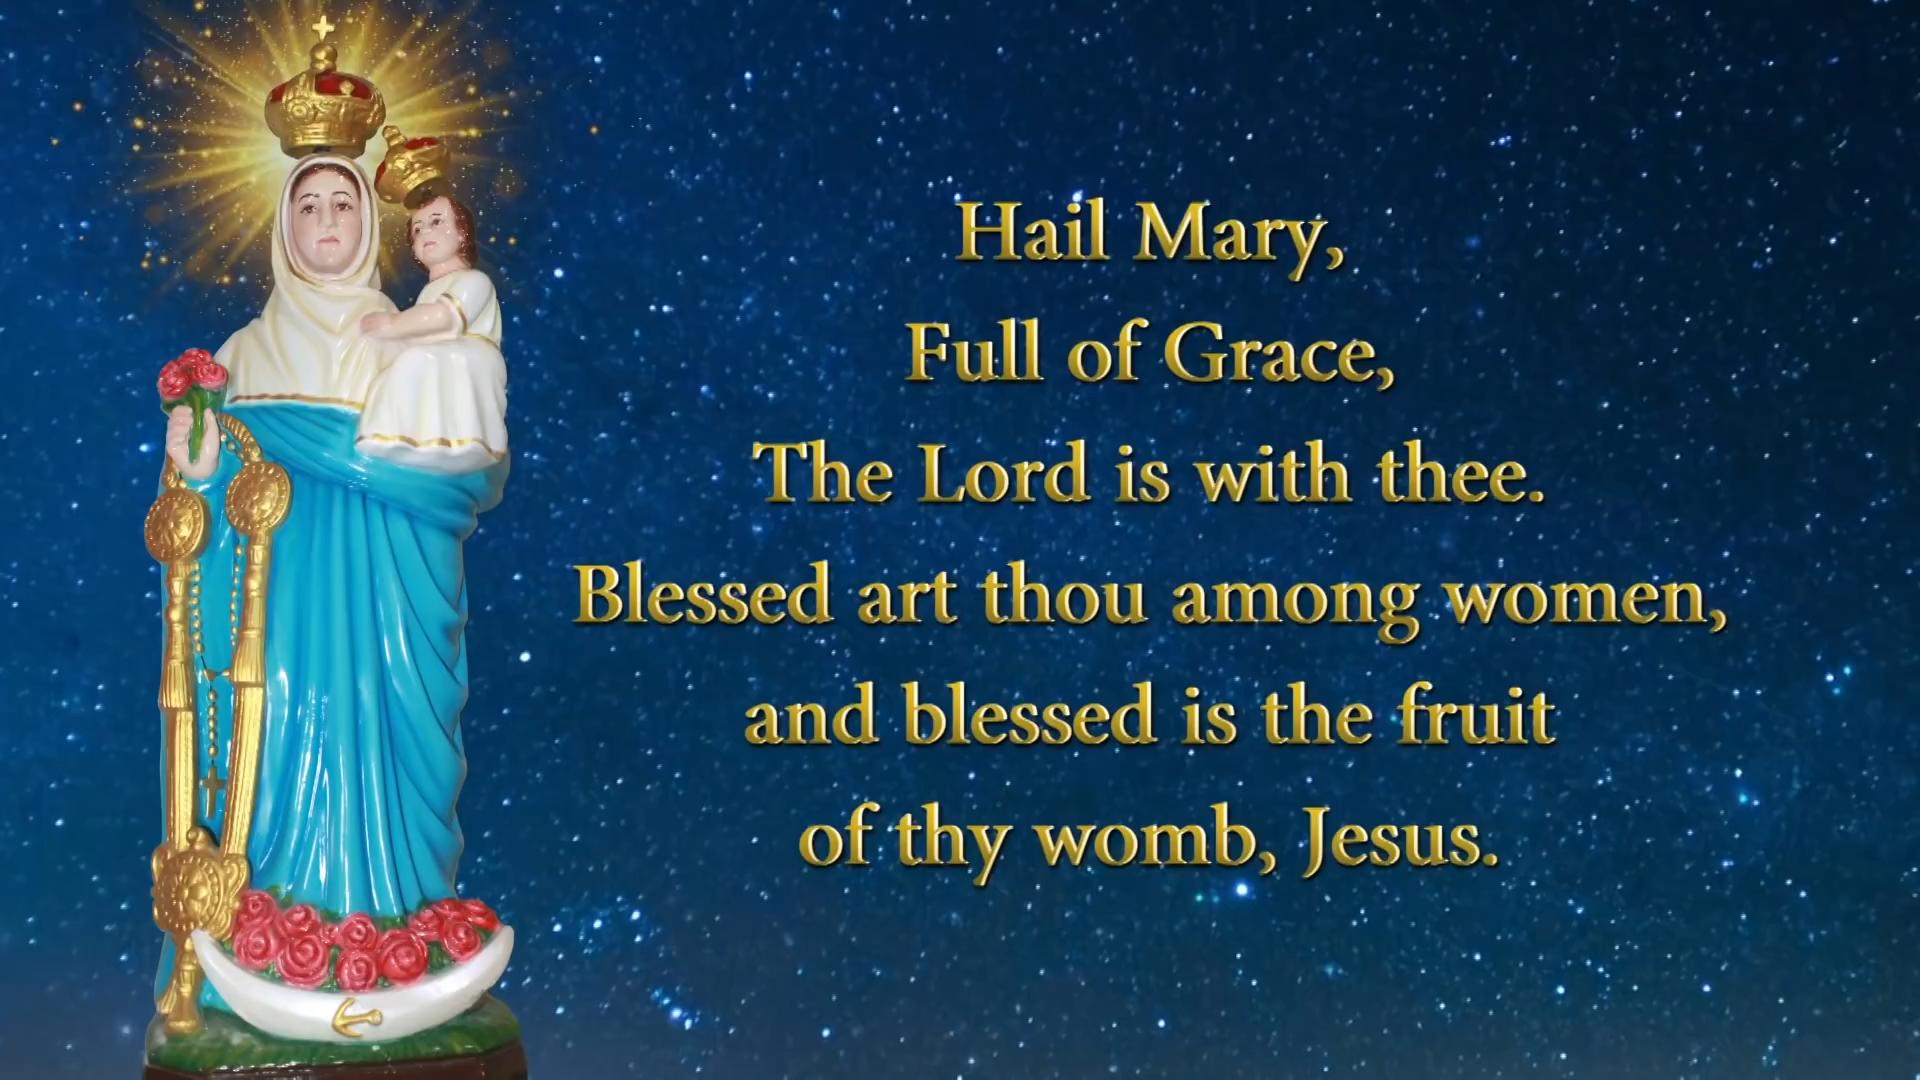 Hail Mary,
Full of Grace,
The Lord is with thee.
Blessed art thou among women,
and blessed is the fruit
of thy womb, Jesus.